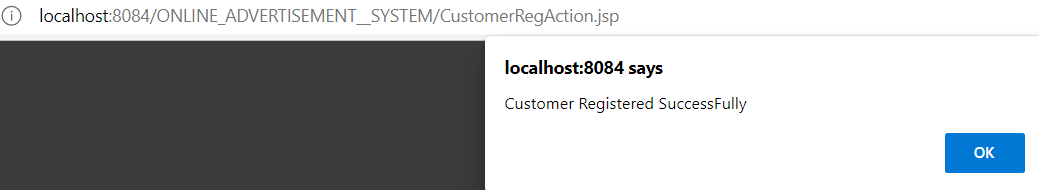 localhost:8084/ONLINE_ADVERTISEMENT__SYSTEM/CustomerRegAction.jsp
localhost:8084 says
Customer Registered SuccessFully
OK